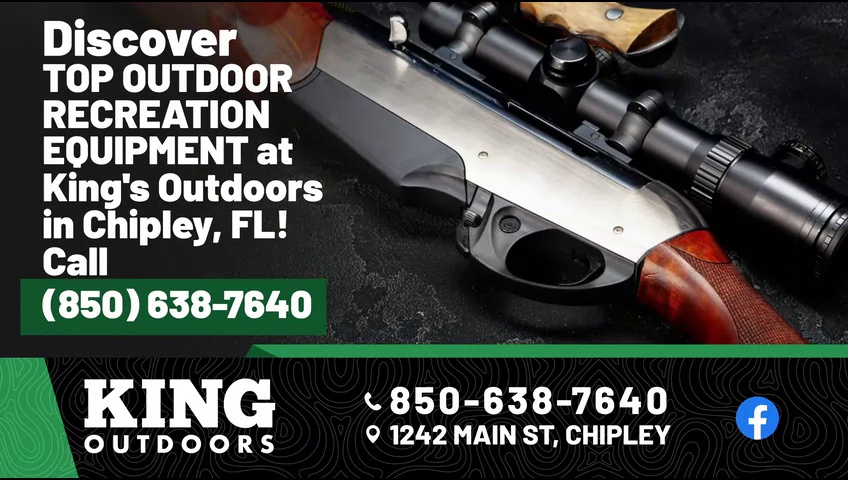 Discover
TOP OUTDOOR
RECREATION
EQUIPMENT at
King's Outdoors
in Chipley, FL!
Call
(850) 638-7640
KING
OUTDOORS
850-638-7640
1242 MAIN ST, CHIPLEY